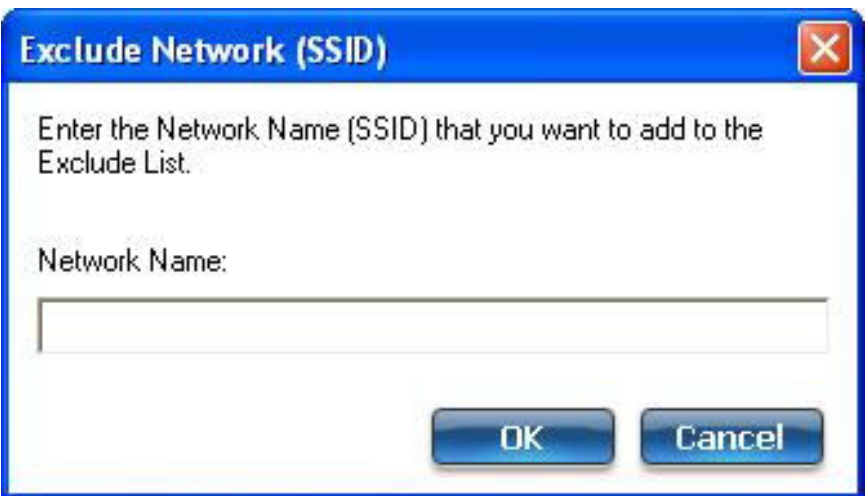 Exclude Network (SSID)
Enter the Network Name (SSID) that you want to add to the
Exclude List.
Network Name:
OK
Cancel